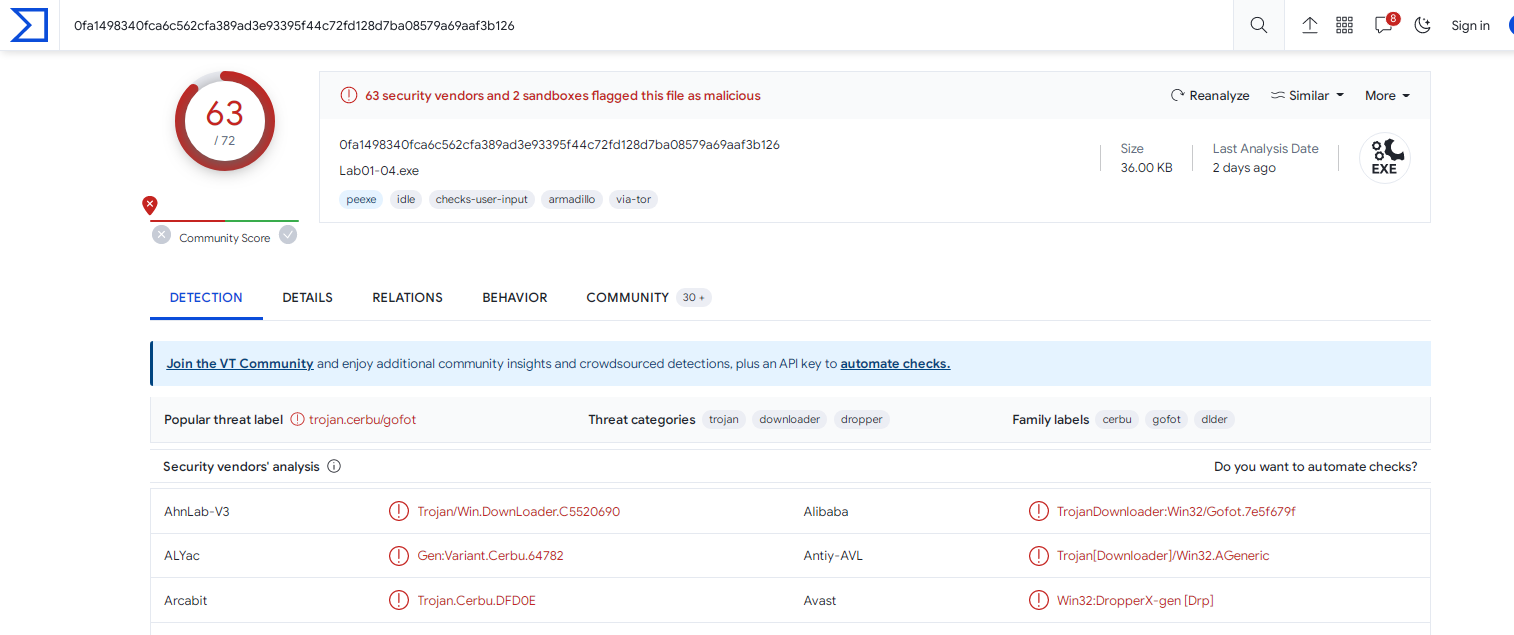 0fa1498340fca6c562cfa389ad3e93395f44c72fd128d7ba08579a69aaf3b126
8
Sign in
63
/ 72
Community Score
63 security vendors and 2 sandboxes flagged this file as malicious
Reanalyze
Similar
More
0fa1498340fca6c562cfa389ad3e93395f44c72fd128d7ba08579a69aaf3b126
Lab01-04.exe
peexe
idle
checks-user-input
armadillo
via-tor
Size
36.00 KB
Last Analysis Date
2 days ago
EXE
DETECTION
DETAILS
RELATIONS
BEHAVIOR
COMMUNITY 30 +
Join the VT Community and enjoy additional community insights and crowdsourced detections, plus an API key to automate checks.
Popular threat label trojan.cerbu/gofot
Threat categories trojan downloader dropper
Family labels cerbu gofot dlder
Security vendors' analysis
Do you want to automate checks?
AhnLab-V3 Trojan/Win.DownLoader.C5520690
Alibaba TrojanDownloader:Win32/Gofot.7e5f679f
ALYac Gen:Variant.Cerbu.64782
Antiy-AVL Trojan[Downloader]/Win32.AGeneric
Arcabit Trojan.Cerbu.DFD0E
Avast Win32:DropperX-gen [Drp]